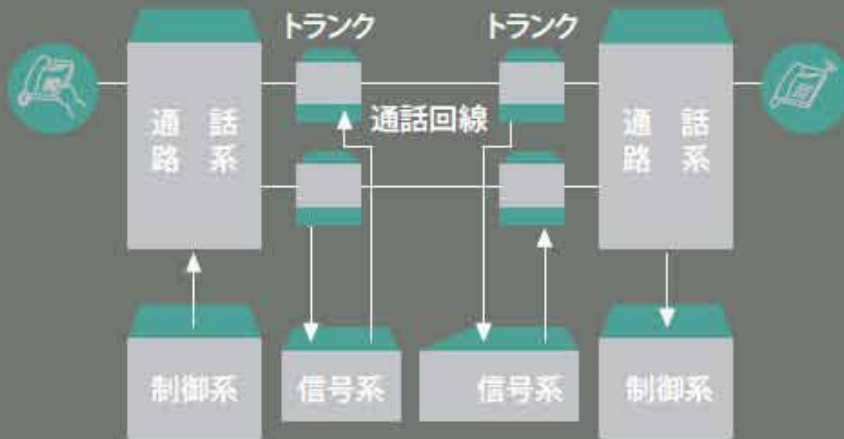 トランク
トランク
通話回線
通話
路系
通話
路系
制御系
信号系
信号系
制御系